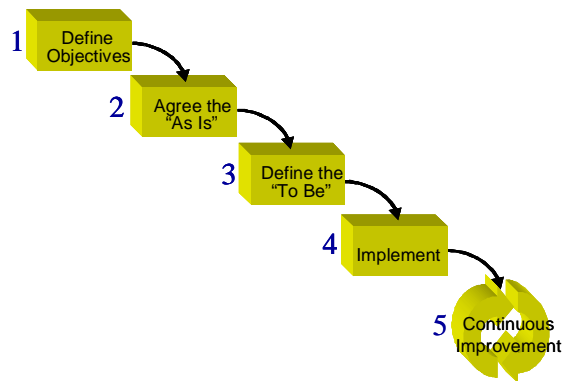 1
Define
Objectives
2
Agree the
“As Is”
3
Define the
“To Be”
4
Implement
5
Continuous
Improvement